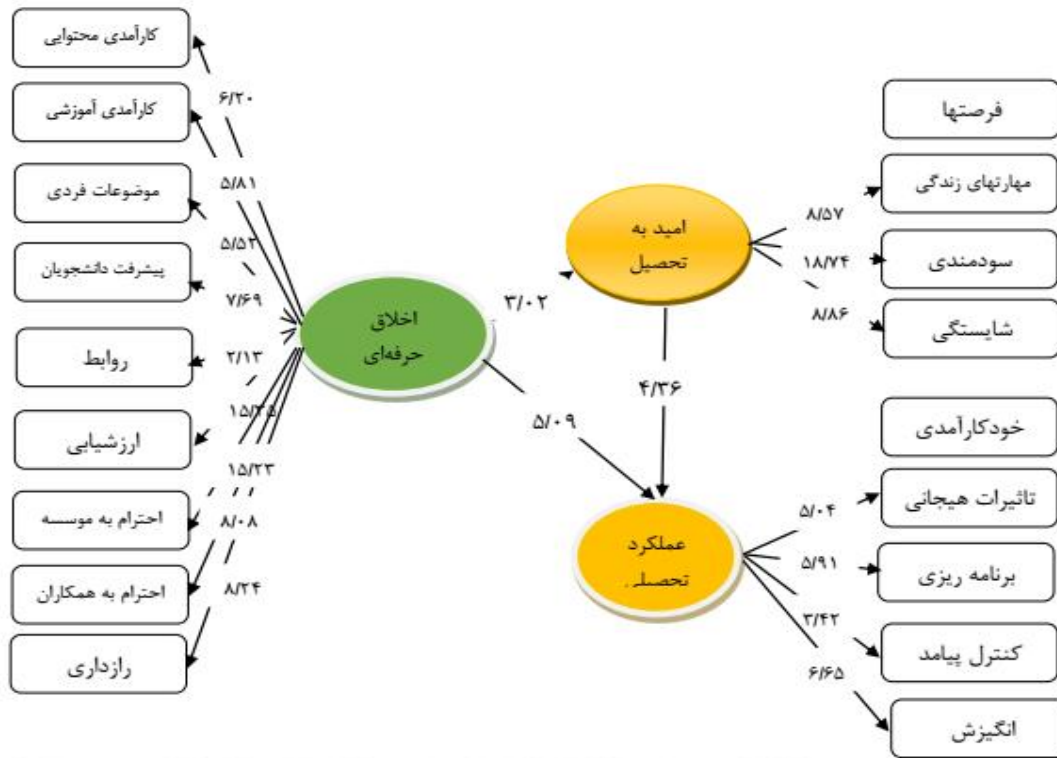 کارآمدی محتوایی
کارآمدی آموزشی
موضوعات فردی
پیشرفت دانشجویان
روابط
ارزشیابی
احترام به موسسه
احترام به همکاران
رازداری
۶/۲۰
۵/۸۱
۵/۵۲
۷/۶۹
۲/۱۳
۱۵/۳۵
۱۵/۲۳
۸/۰۸
۸/۲۴
اخلاق
حرفه‌ای
۳/۰۲
۵/۰۹
امید به
تحصیل
۴/۳۶
عملکرد
تحصیلی
۸/۵۷
۱۸/۷۴
۸/۸۶
فرصتها
مهارتهای زندگی
سودمندی
شایستگی
۵/۰۴
۵/۹۱
۳/۴۲
۶/۶۵
خودکارآمدی
تاثیرات هیجانی
برنامه ریزی
کنترل پیامد
انگیزش